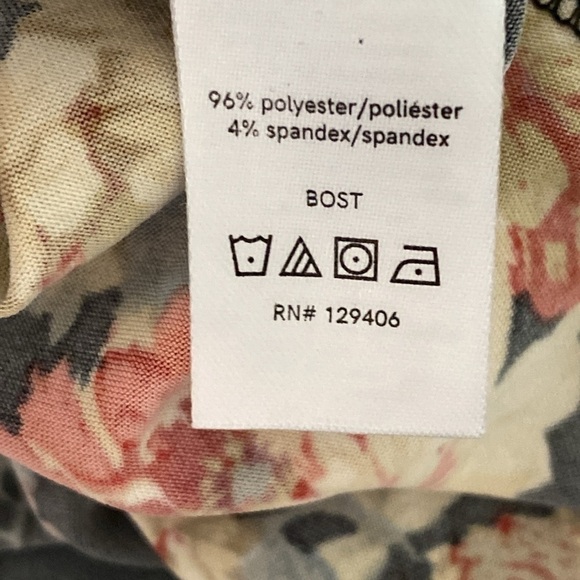 96% polyester/poliéster
4% spandex/spandex
BOST
RN# 129406